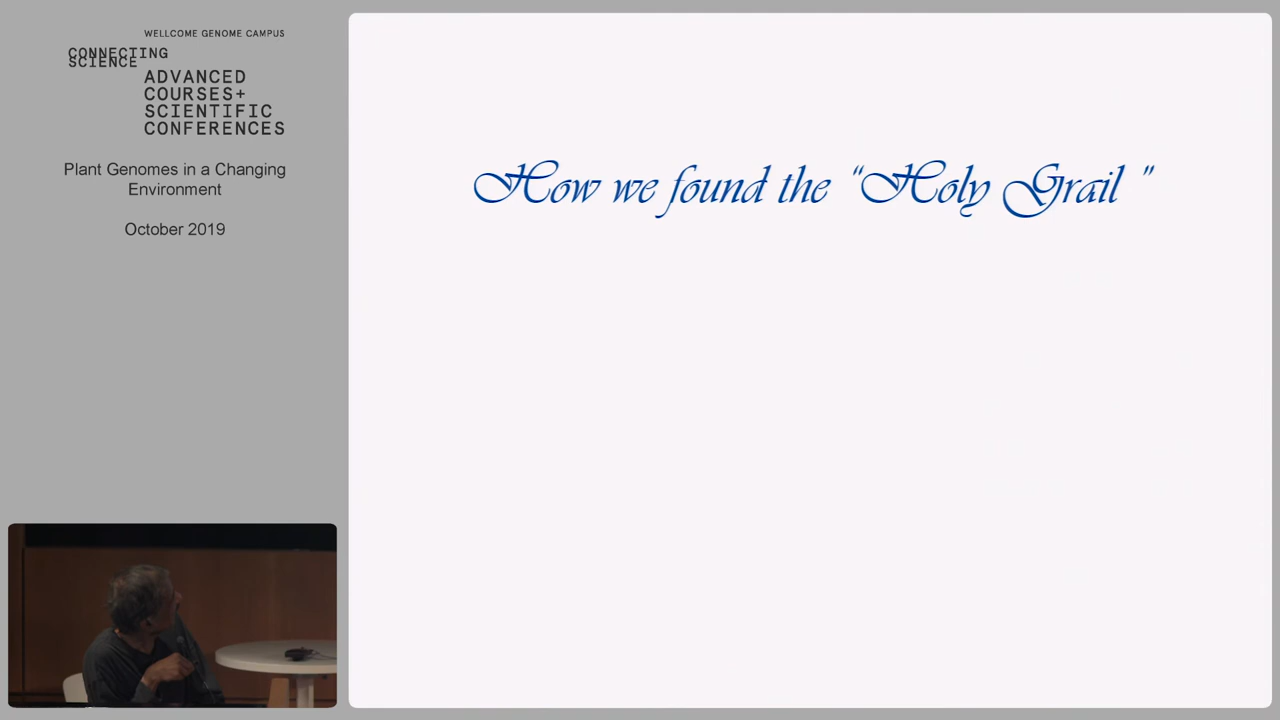 WELLCOME GENOME CAMPUS
CONNECTING
SCIENCE
ADVANCED
COURSES+
SCIENTIFIC
CONFERENCES
Plant Genomes in a Changing
Environment
October 2019
How we found the “Holy Grail ”